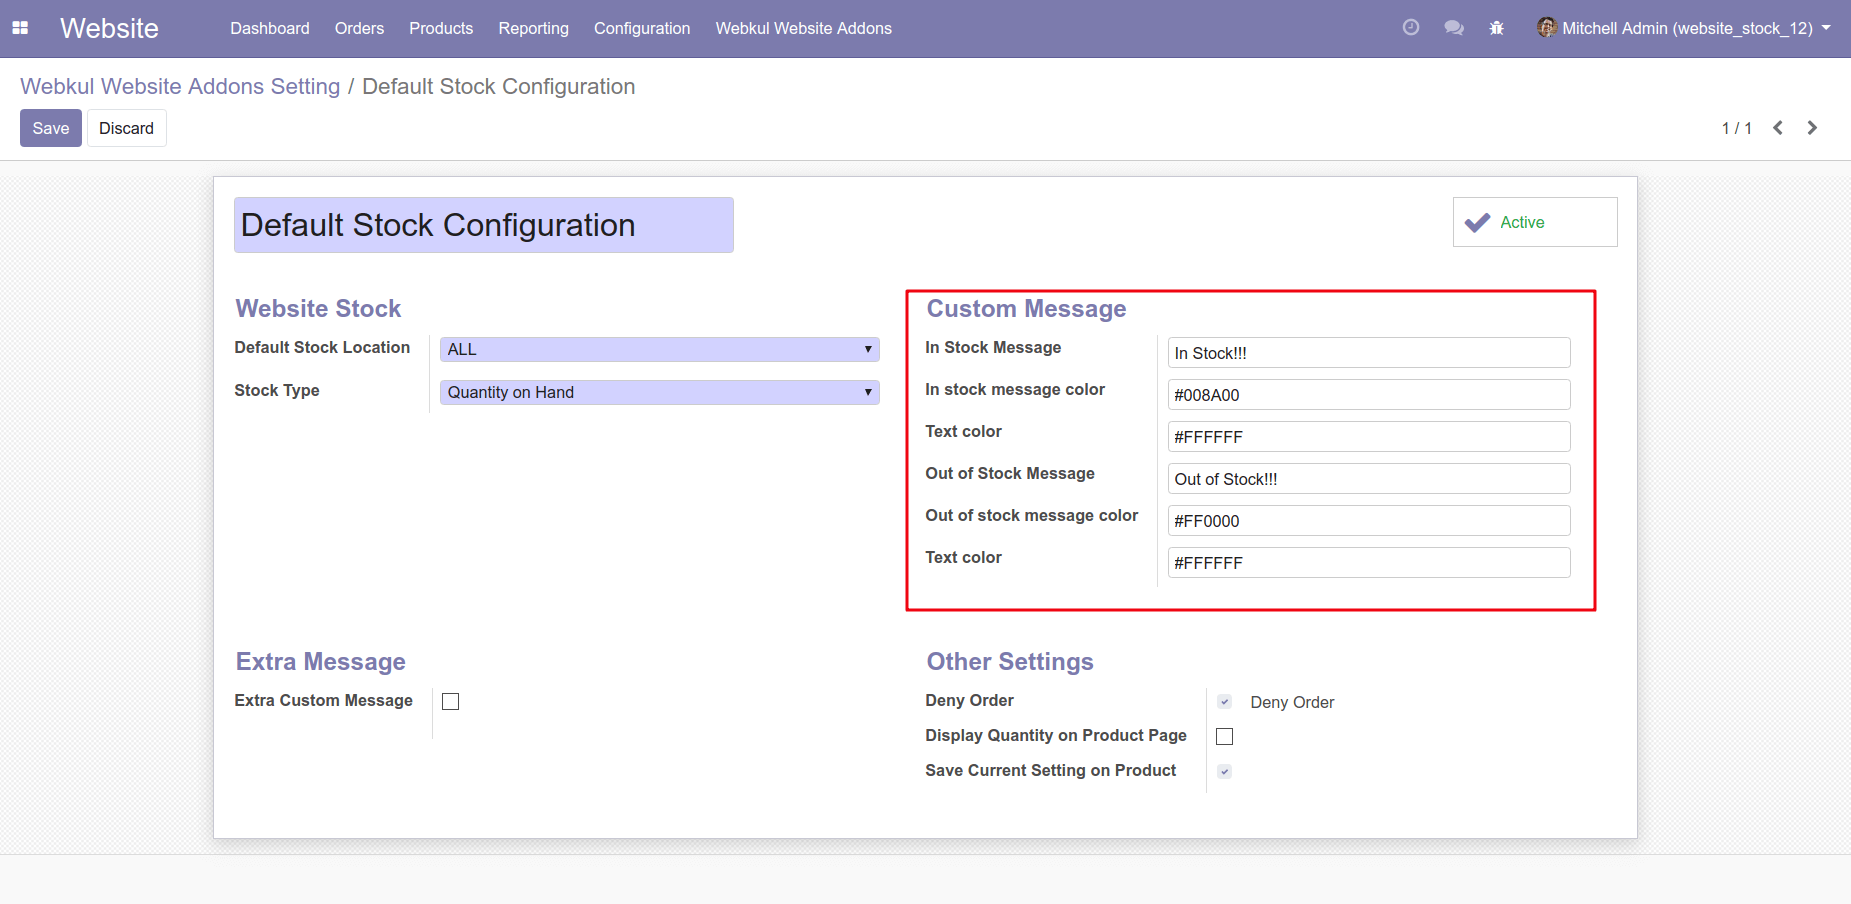 Website Dashboard Orders Products Reporting Configuration Webkul Website Addons Mitchell Admin (website_stock_12)
Webkul Website Addons Setting / Default Stock Configuration
Save Discard 1 / 1
Default Stock Configuration
Active
Website Stock
Default Stock Location ALL
Stock Type Quantity on Hand
Custom Message
In Stock Message In Stock!!!
In stock message color #008A00
Text color #FFFFFF
Out of Stock Message Out of Stock!!!
Out of stock message color #FF0000
Text color #FFFFFF
Extra Message
Extra Custom Message
Other Settings
Deny Order Deny Order
Display Quantity on Product Page
Save Current Setting on Product